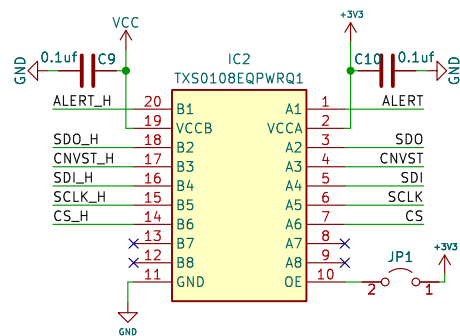 VCC +3V3
GND 0.1uf C9 IC2 C10 0.1uf GND
TXS0108EQPWRQ1
ALERT_H 20 B1 A1 1 ALERT
19 VCCB VCCA 2
SDO_H 18 B2 A2 3 SDO
CNVST_H 17 B3 A3 4 CNVST
SDI_H 16 B4 A4 5 SDI
SCLK_H 15 B5 A5 6 SCLK
CS_H 14 B6 A6 7 CS
13 B7 A7 8
12 B8 A8 9
11 GND OE 10 2 JP1 1 +3V3
GND